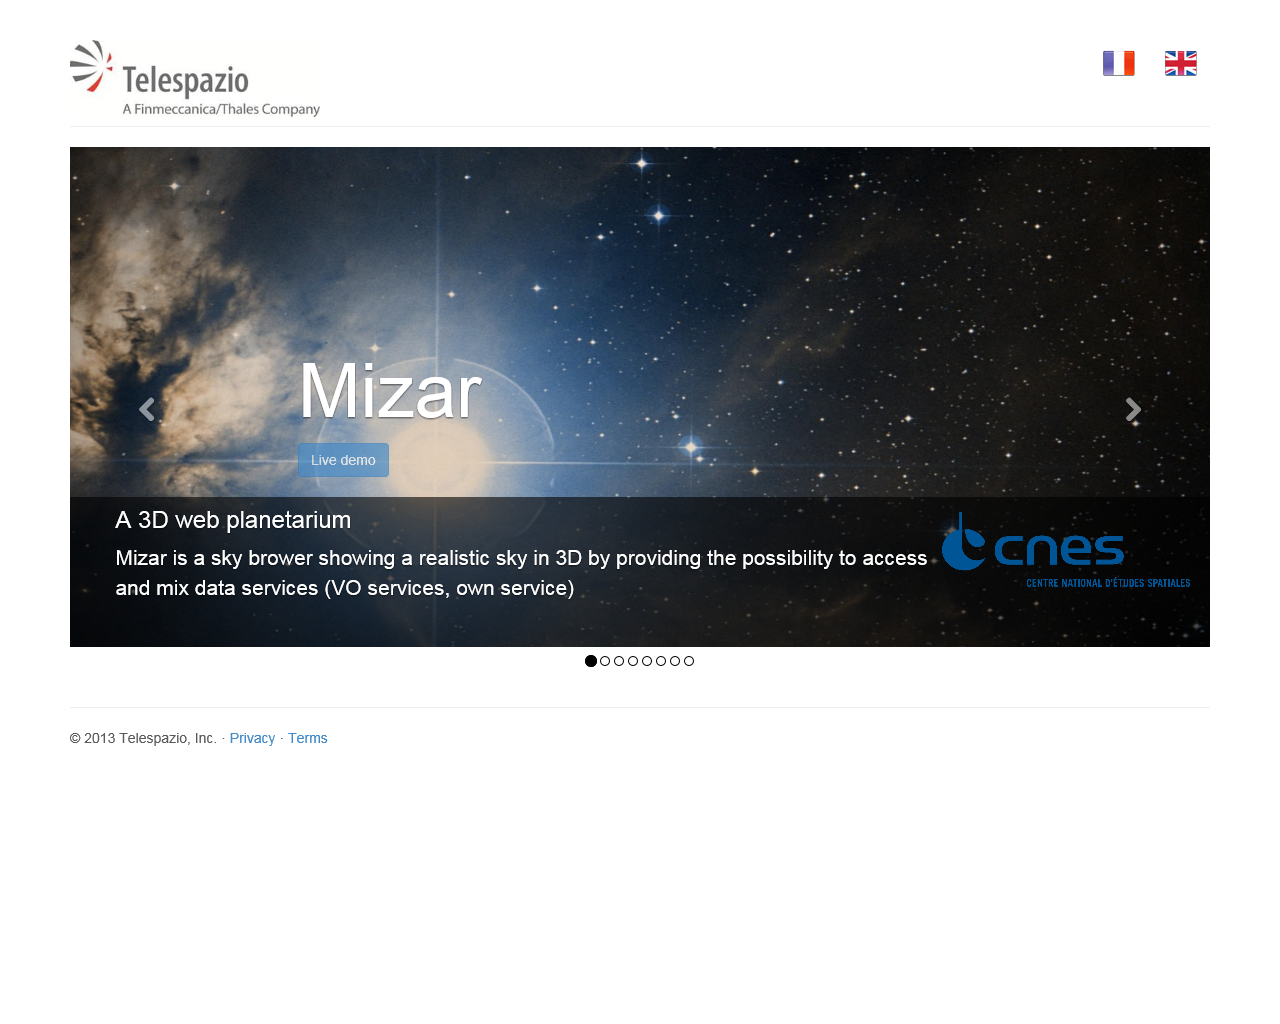 Telespazio
A Finmeccanica/Thales Company
Mizar
Live demo
A 3D web planetarium
Mizar is a sky brower showing a realistic sky in 3D by providing the possibility to access
and mix data services (VO services, own service)
cnes
CENTRE NATIONAL D'ÉTUDES SPATIALES
© 2013 Telespazio, Inc. · Privacy · Terms